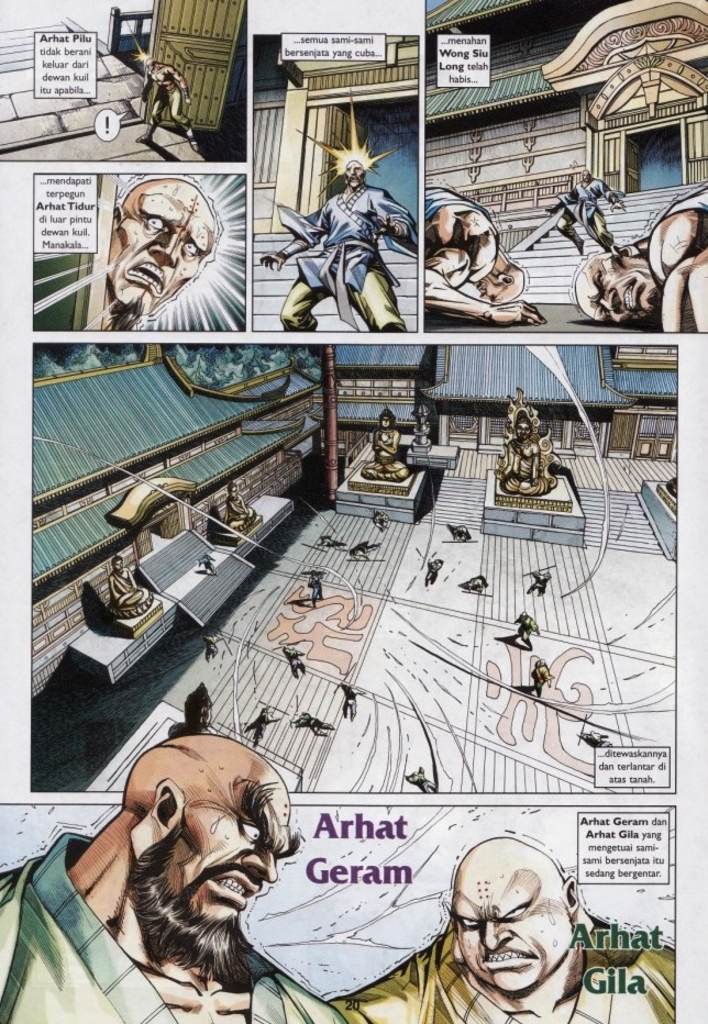 Arhat Pilu
tidak berani
keluar dari
dewan kuil
itu apabila...
!
...mendapati
terpegun
Arhat Tidur
di luar pintu
dewan kuil.
Manakala...
...semua sami-sami
bersenjata yang cuba...
...menahan
Wong Siu
Long telah
habis...
...ditewaskannya
dan terlantar di
atas tanah.
Arhat
Geram
Arhat Geram dan
Arhat Gila yang
mengetuai sami-
sami bersenjata itu
sedang bergentar.
Arhat
Gila
20